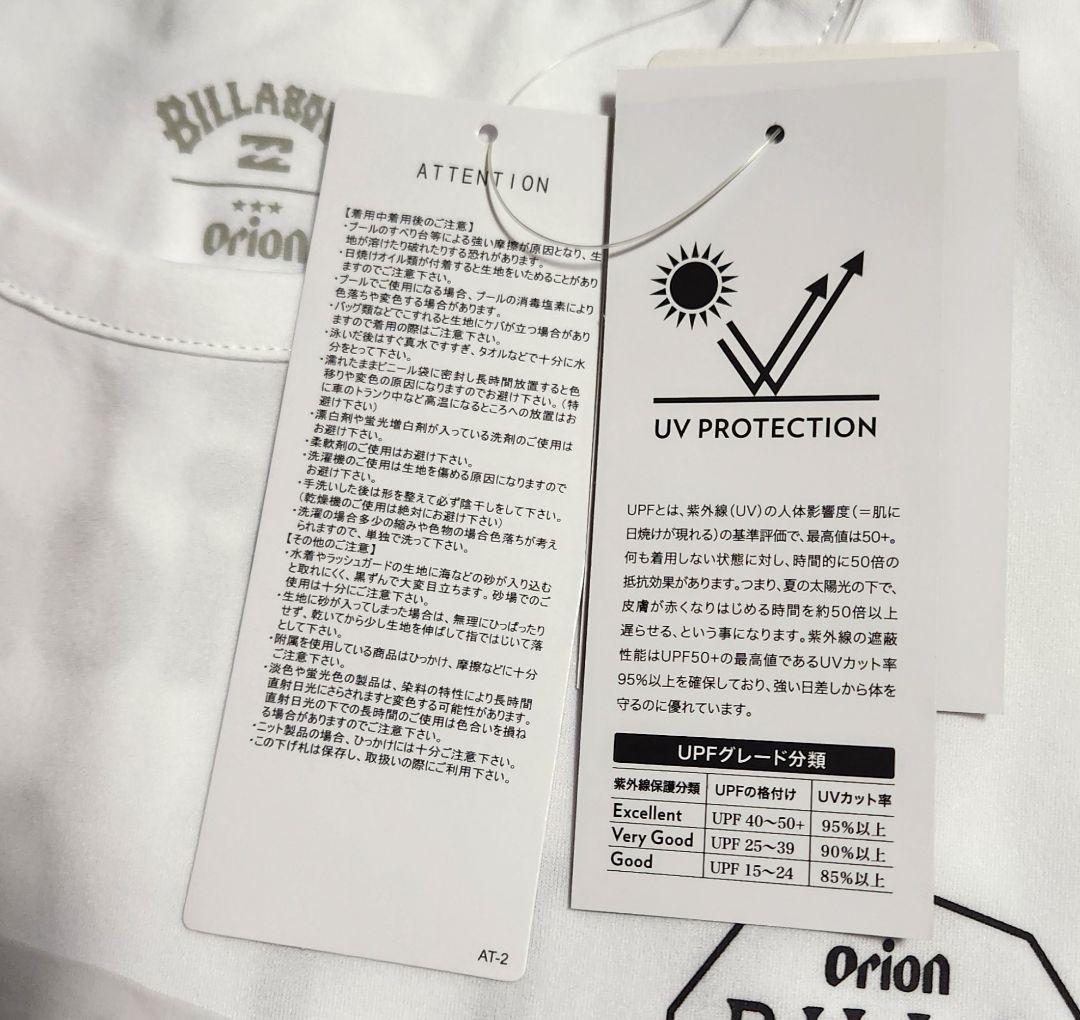 BILLABO
★★★
Orion
ATTENTION
【着用中着用後のご注意】
・プールのすべり台等による強い摩擦が原因となり、生
地が溶けたり破れたりする恐れがあります。
・日焼けオイル類が付着すると生地をいためることがあり
ますのでご注意下さい。
・プールでご使用になる場合、プールの消毒塩素により
色落ちや変色する場合があります。
・バッグ類などでこすれると生地にケバが立つ場合があり
ますので着用の際はご注意下さい。
・泳いだ後はすぐ真水ですすぎ、タオルなどで十分に水
分をとって下さい。
・濡れたままビニール袋に密封し長時間放置すると色
移りや変色の原因になりますのでお避け下さい。（特
に車のトランク中など高温になるところへの放置はお
避け下さい）
・漂白剤や蛍光増白剤が入っている洗剤のご使用は
お避け下さい。
・柔軟剤のご使用はお避け下さい。
・洗濯機のご使用は生地を傷める原因になりますので
お避け下さい。
・手洗いした後は形を整えて必ず陰干しをして下さい。
（乾燥機のご使用は絶対にお避け下さい）
・洗濯の場合多少の縮みや色物の場合色落ちが考え
られますので、単独で洗って下さい。
【その他のご注意】
・水着やラッシュガードの生地に海などの砂が入り込む
と取れにくく、黒ずんで大変目立ちます。砂場でのご
使用は十分にご注意下さい。
・生地に砂が入ってしまった場合は、無理にひっぱったり
せず、乾いてから少し生地を伸ばして指ではじいて落
として下さい。
・附属を使用している商品はひっかけ、摩擦などに十分
ご注意下さい。
・淡色や蛍光色の製品は、染料の特性により長時間
直射日光にさらされますと変色する可能性があります。
直射日光の下での長時間のご使用は色合いを損ね
る場合がありますのでご注意下さい。
・ニット製品の場合、ひっかけには十分ご注意下さい。
・この下げ札は保存し、取扱いの際にご利用下さい。
AT-2
UV PROTECTION
UPFとは、紫外線（UV）の人体影響度（＝肌に
日焼けが現れる）の基準評価で、最高値は50+。
何も着用しない状態に対し、時間的に50倍の
抵抗効果があります。つまり、夏の太陽光の下で、
皮膚が赤くなりはじめる時間を約50倍以上
遅らせる、という事になります。紫外線の遮蔽
性能はUPF50+の最高値であるUVカット率
95%以上を確保しており、強い日差しから体を
守るのに優れています。
UPFグレード分類
紫外線保護分類 UPFの格付け UVカット率
Excellent UPF 40～50+ 95%以上
Very Good UPF 25～39 90%以上
Good UPF 15～24 85%以上
Orion